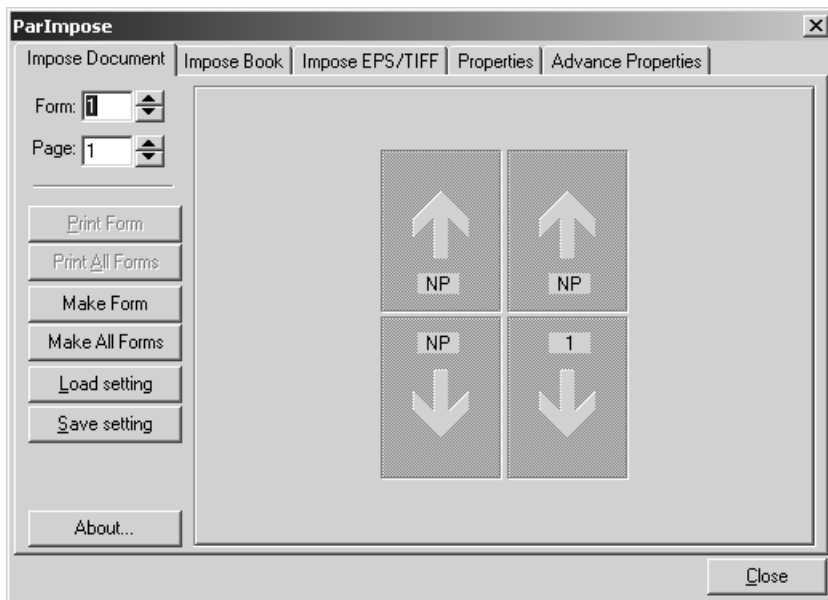 ParImpose
Impose Document Impose Book Impose EPS/TIFF Properties Advance Properties
Form: 1
Page: 1
Print Form
Print All Forms
Make Form
Make All Forms
Load setting
Save setting
About...
NP NP
NP 1
Close